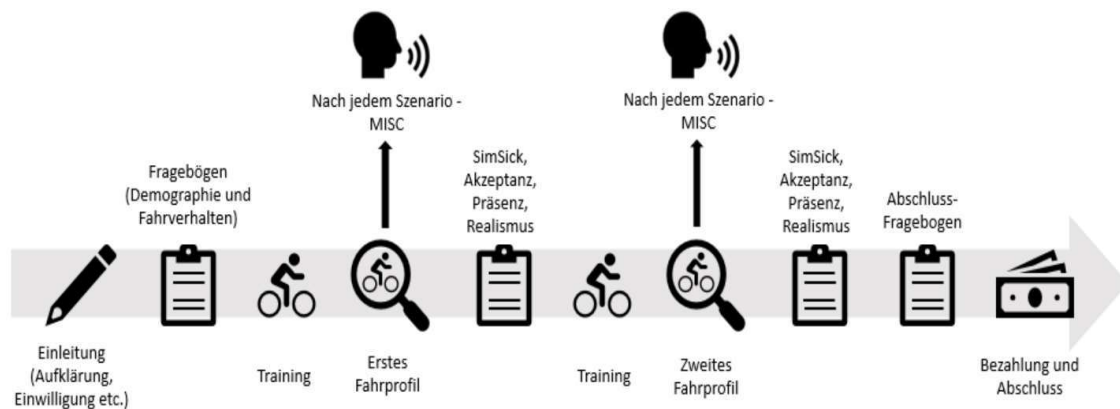 Nach jedem Szenario -
MISC
Nach jedem Szenario -
MISC
Fragebögen
(Demographie und
Fahrverhalten)
SimSick,
Akzeptanz,
Präsenz,
Realismus
SimSick,
Akzeptanz,
Präsenz,
Realismus
Abschluss-
Fragebogen
Einleitung
(Aufklärung,
Einwilligung etc.)
Training
Erstes
Fahrprofil
Training
Zweites
Fahrprofil
Bezahlung und
Abschluss